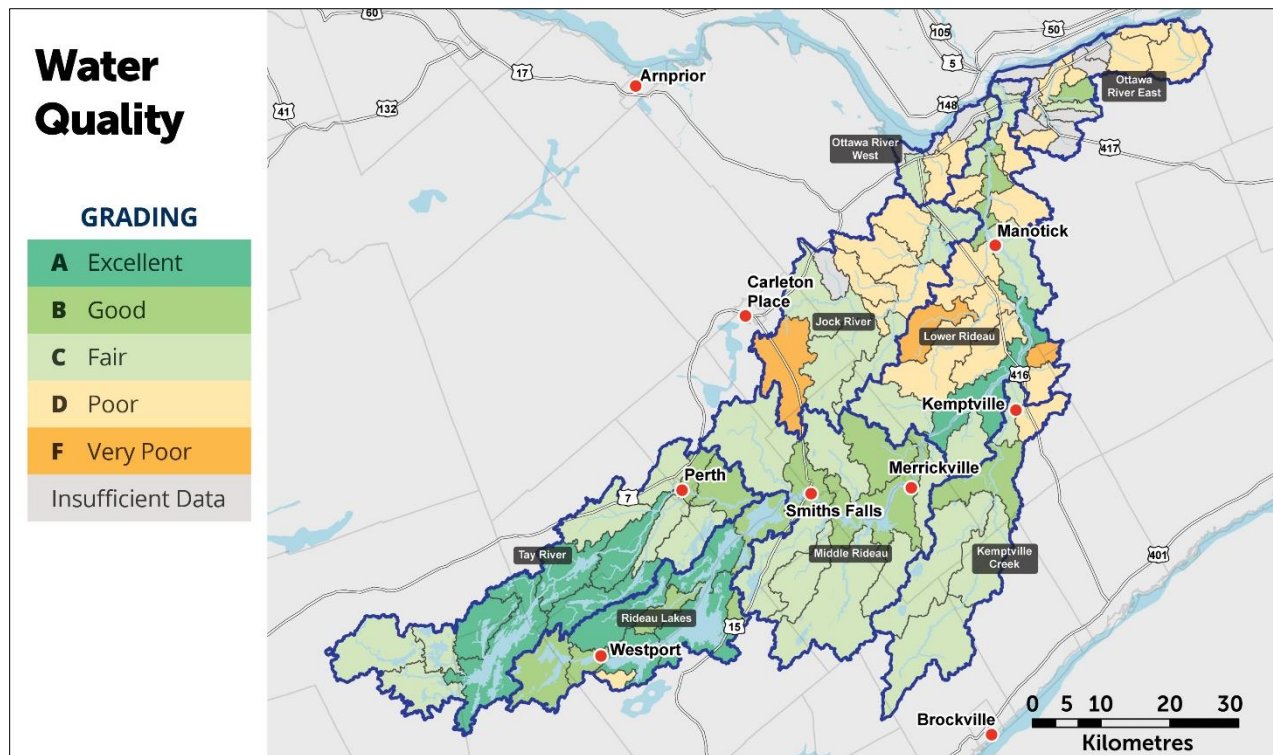 Water
Quality
GRADING
A Excellent
B Good
C Fair
D Poor
F Very Poor
Insufficient Data
60
105
50
5
17
Arnprior
41
132
148
Ottawa
River East
417
Ottawa River
West
Manotick
Carleton
Place
Jock River
Lower Rideau
416
Kemptville
Perth
7
Merrickville
Smiths Falls
Tay River
Middle Rideau
Kemptville
Creek
401
Rideau Lakes
15
Westport
Brockville
0 5 10 20 30
Kilometres